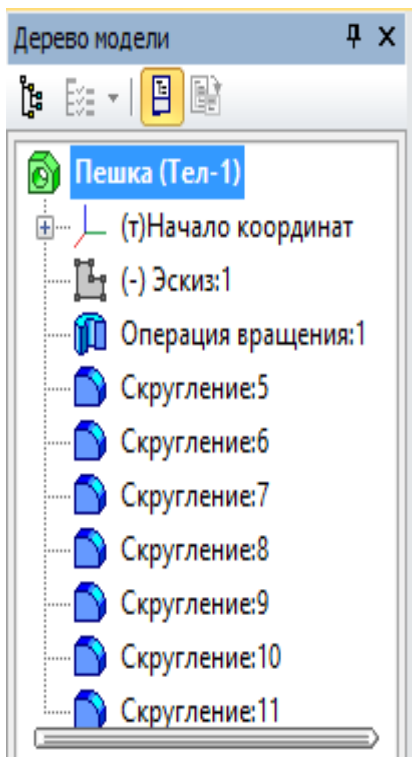 Дерево модели
Пешка (Тел-1)
(т)Начало координат
(-) Эскиз:1
Операция вращения:1
Скругление:5
Скругление:6
Скругление:7
Скругление:8
Скругление:9
Скругление:10
Скругление:11